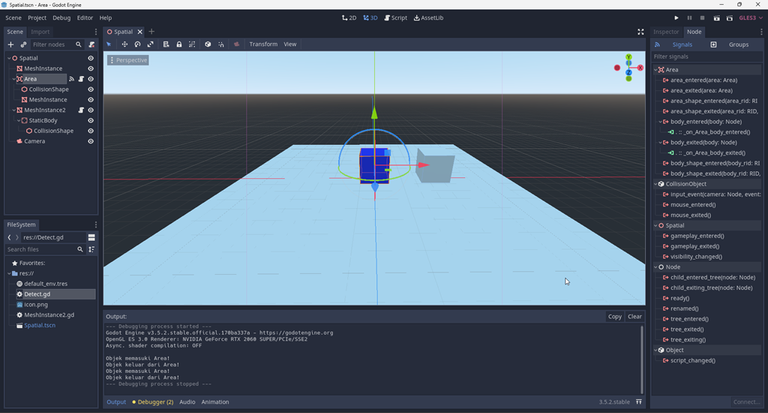 Spatial.tscn - Area - Godot Engine
Scene Project Debug Editor Help
2D 3D Script AssetLib
GLES3
Scene Import
Filter nodes
Spatial
MeshInstance
Area
CollisionShape
MeshInstance
MeshInstance2
StaticBody
CollisionShape
Camera
FileSystem
res://Detect.gd
Search files
Favorites:
res://
default_env.tres
Detect.gd
icon.png
MeshInstance2.gd
Spatial.tscn
Spatial
Transform View
Perspective
Output:
Copy Clear
--- Debugging process started ---
Godot Engine v3.5.2.stable.official.170ba337a - https://godotengine.org
OpenGL ES 3.0 Renderer: NVIDIA GeForce RTX 2060 SUPER/PCIe/SSE2
Async. shader compilation: OFF
Objek memasuki Area!
Objek keluar dari Area!
Objek memasuki Area!
Objek keluar dari Area!
--- Debugging process stopped ---
Output Debugger (2) Audio Animation
3.5.2.stable
Inspector Node
Signals Groups
Filter signals
Area
area_entered(area: Area)
area_exited(area: Area)
area_shape_entered(area_rid: RI
area_shape_exited(area_rid: RID,
body_entered(body: Node)
.. :: _on_Area_body_entered()
body_exited(body: Node)
.. :: _on_Area_body_exited()
body_shape_entered(body_rid: RI
body_shape_exited(body_rid: RID,
CollisionObject
input_event(camera: Node, event:
mouse_entered()
mouse_exited()
Spatial
gameplay_entered()
gameplay_exited()
visibility_changed()
Node
child_entered_tree(node: Node)
child_exiting_tree(node: Node)
ready()
renamed()
tree_entered()
tree_exited()
tree_exiting()
Object
script_changed()
Connect...